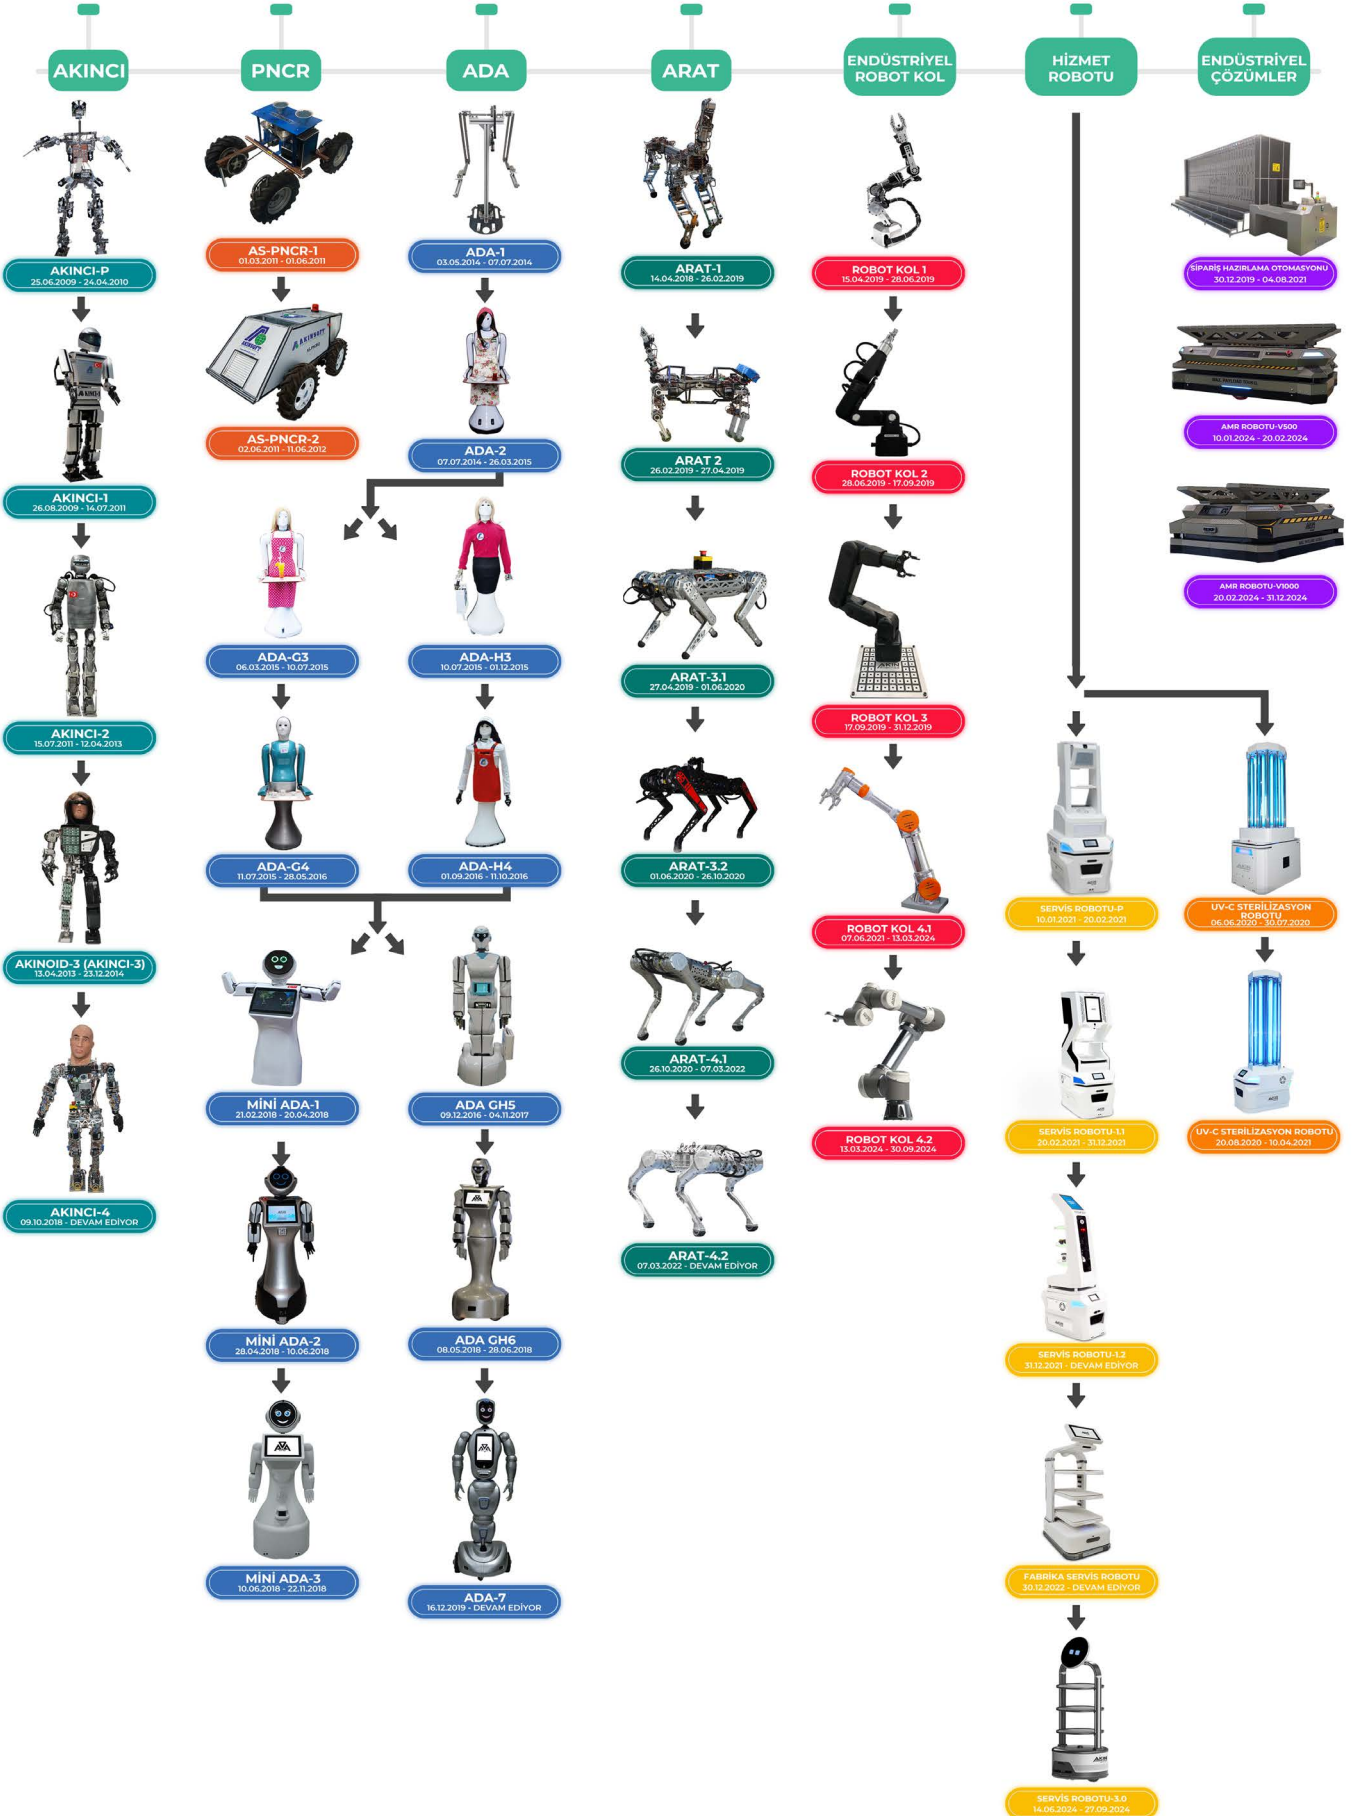 AKINCI
PNCR
ADA
ARAT
ENDÜSTRİYEL
ROBOT KOL
HİZMET
ROBOTU
ENDÜSTRİYEL
ÇÖZÜMLER
AKINCI-P
25.06.2009 - 24.04.2010
AKINCI-1
26.08.2009 - 14.07.2011
AKINCI-2
15.07.2011 - 12.04.2013
AKINOID-3 (AKINCI-3)
13.04.2013 - 23.12.2014
AKINCI-4
09.10.2018 - DEVAM EDİYOR
AS-PNCR-1
01.03.2011 - 01.06.2011
AKINSOFT
AS-PNCR-2
02.06.2011 - 11.06.2012
ADA-1
03.05.2014 - 07.07.2014
ADA-2
07.07.2014 - 26.03.2015
ADA-G3
06.03.2015 - 10.07.2015
ADA-H3
10.07.2015 - 01.12.2015
ADA-G4
11.07.2015 - 28.05.2016
ADA-H4
01.09.2016 - 11.10.2016
MİNİ ADA-1
21.02.2018 - 20.04.2018
ADA GH5
09.12.2016 - 04.11.2017
MİNİ ADA-2
28.04.2018 - 10.06.2018
ADA GH6
08.05.2018 - 28.06.2018
MİNİ ADA-3
10.06.2018 - 22.11.2018
ADA-7
16.12.2019 - DEVAM EDİYOR
ARAT-1
14.04.2018 - 26.02.2019
ARAT 2
26.02.2019 - 27.04.2019
ARAT-3.1
27.04.2019 - 01.06.2020
ARAT-3.2
01.06.2020 - 26.10.2020
ARAT-4.1
26.10.2020 - 07.03.2022
ARAT-4.2
07.03.2022 - DEVAM EDİYOR
ROBOT KOL 1
15.04.2019 - 28.06.2019
ROBOT KOL 2
28.06.2019 - 17.09.2019
ROBOT KOL 3
17.09.2019 - 31.12.2019
ROBOT KOL 4.1
07.06.2021 - 13.03.2024
ROBOT KOL 4.2
13.03.2024 - 30.09.2024
SERVİS ROBOTU-P
10.01.2021 - 20.02.2021
SERVİS ROBOTU-1.1
20.02.2021 - 31.12.2021
SERVİS ROBOTU-1.2
31.12.2021 - DEVAM EDİYOR
FABRİKA SERVİS ROBOTU
30.12.2022 - DEVAM EDİYOR
SERVİS ROBOTU-3.0
14.06.2024 - 27.09.2024
SİPARİŞ HAZIRLAMA OTOMASYONU
30.12.2019 - 04.08.2021
AMR ROBOTU-V500
10.01.2024 - 20.02.2024
AMR ROBOTU-V1000
20.02.2024 - 31.12.2024
UV-C STERİLİZASYON
ROBOTU
06.06.2020 - 30.07.2020
UV-C STERİLİZASYON ROBOTU
20.08.2020 - 10.04.2021